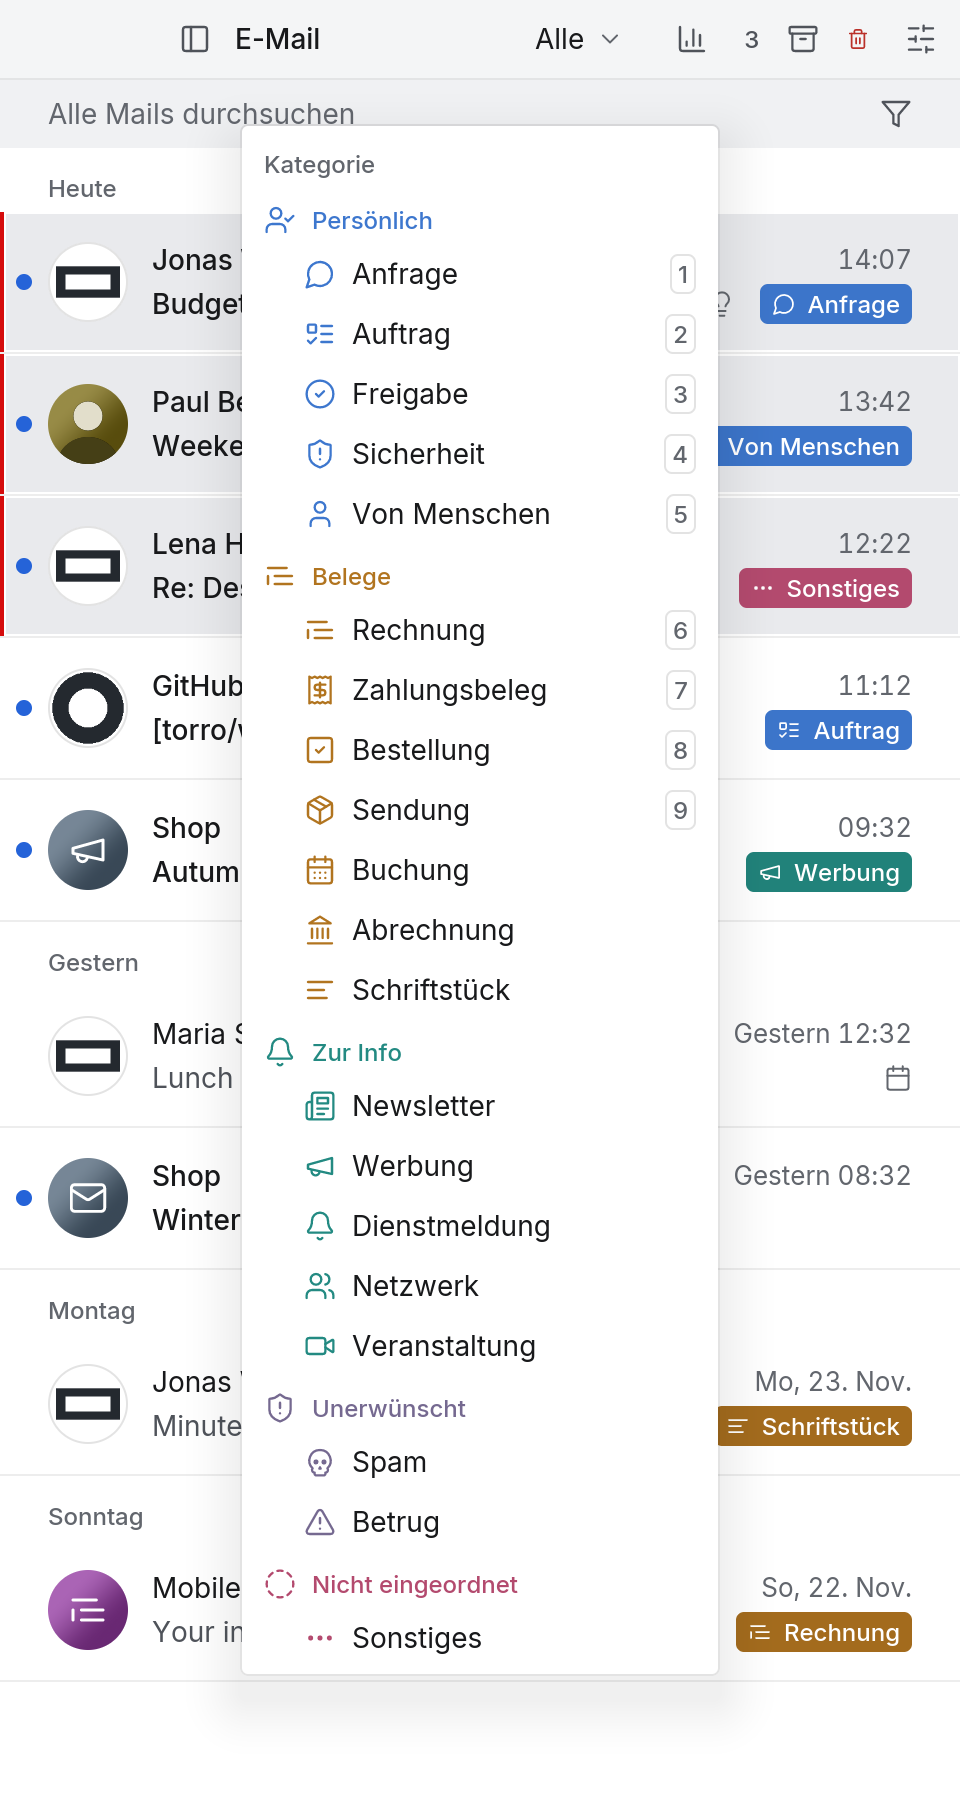 E-Mail
Alle
3
Alle Mails durchsuchen
Kategorie
Heute
Persönlich
Jonas
14:07
Anfrage 1
Budget
Anfrage
Auftrag 2
Paul Be
13:42
Freigabe 3
Weeke
Von Menschen
Sicherheit 4
Von Menschen 5
Lena H
12:22
Belege
Re: Des
Sonstiges
Rechnung 6
GitHub
11:12
Zahlungsbeleg 7
[torro/w
Auftrag
Bestellung 8
Sendung 9
Shop
09:32
Autum
Werbung
Buchung
Abrechnung
Gestern
Schriftstück
Maria S
Gestern 12:32
Zur Info
Lunch
Newsletter
Werbung
Shop
Gestern 08:32
Winter
Dienstmeldung
Netzwerk
Montag
Veranstaltung
Jonas
Mo, 23. Nov.
Unerwünscht
Minute
Schriftstück
Spam
Sonntag
Betrug
Mobile
So, 22. Nov.
Nicht eingeordnet
Your in
Rechnung
Sonstiges